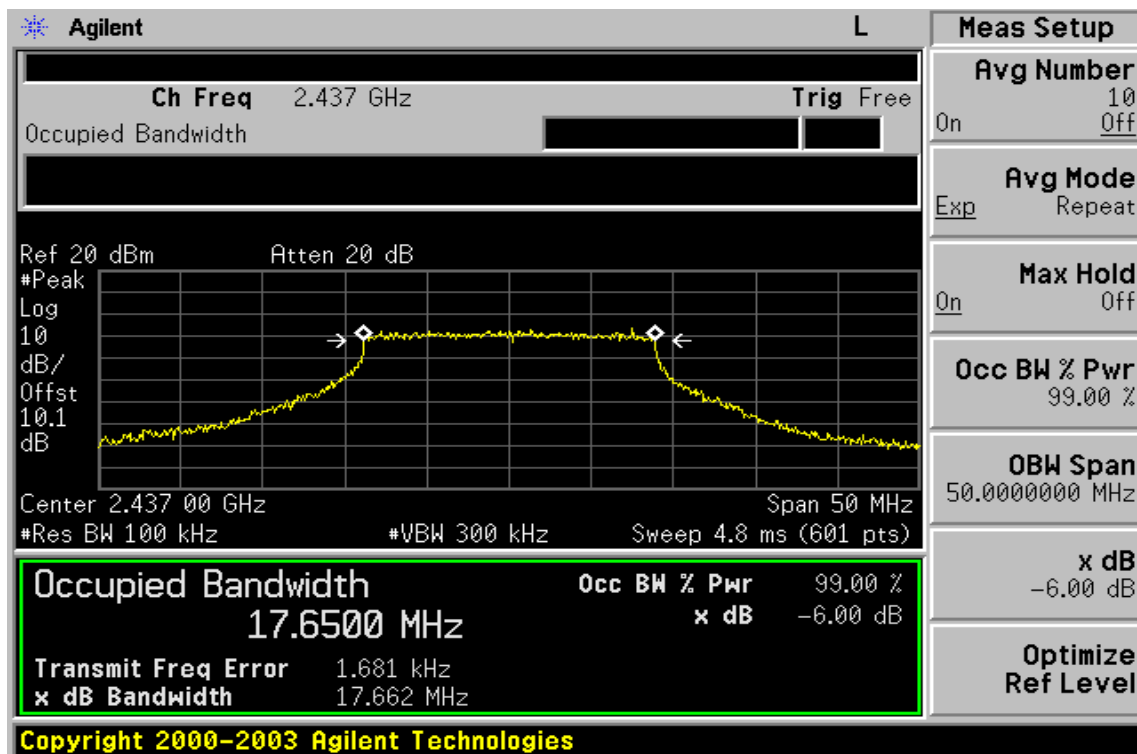 Agilent L
Ch Freq 2.437 GHz Trig Free
Occupied Bandwidth
Ref 20 dBm Atten 20 dB
#Peak
Log
10
dB/
Offst
10.1
dB
Center 2.437 00 GHz Span 50 MHz
#Res BW 100 kHz #VBW 300 kHz Sweep 4.8 ms (601 pts)
Occupied Bandwidth
17.6500 MHz
Occ BW % Pwr 99.00 %
x dB -6.00 dB
Transmit Freq Error 1.681 kHz
x dB Bandwidth 17.662 MHz
Copyright 2000-2003 Agilent Technologies
Meas Setup
Avg Number
10
On Off
Avg Mode
Exp Repeat
Max Hold
On Off
Occ BW % Pwr
99.00 %
OBW Span
50.0000000 MHz
x dB
-6.00 dB
Optimize
Ref Level